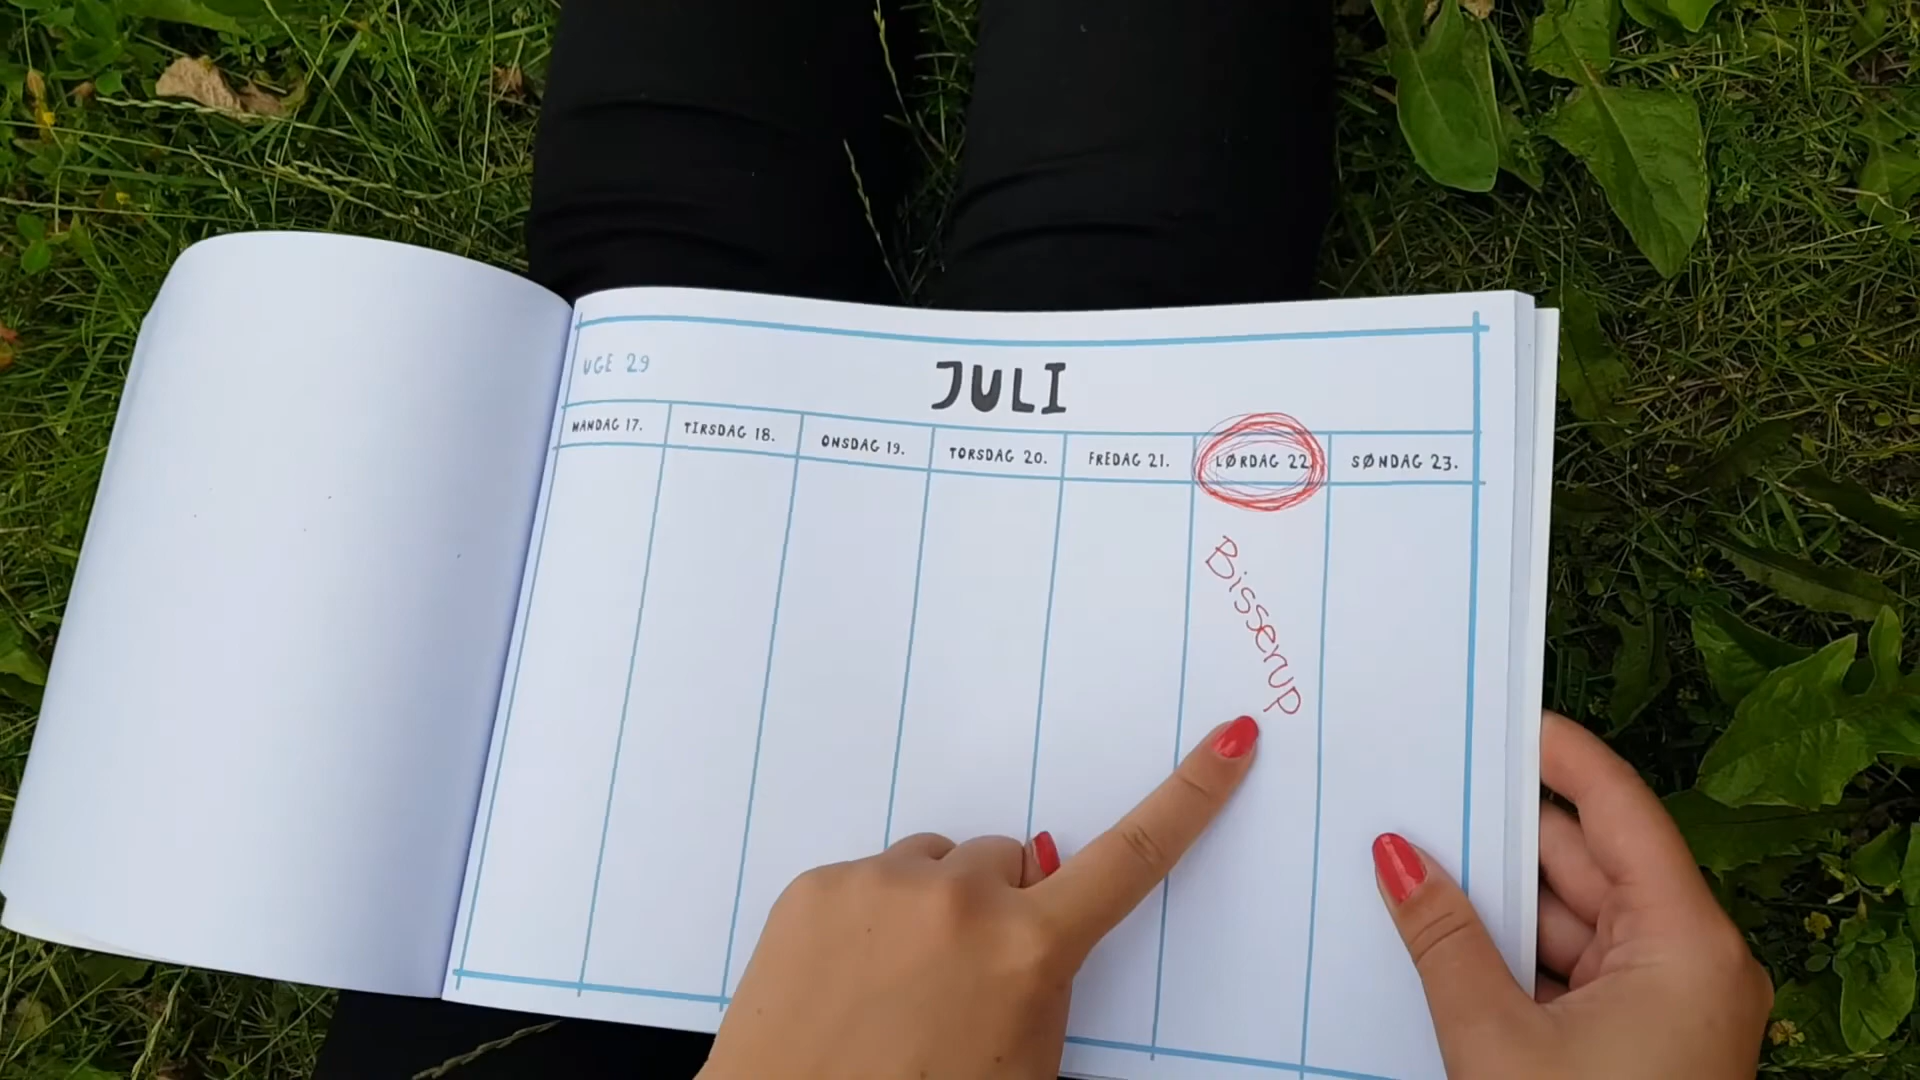 UGE 29
JULI
MANDAG 17.
TIRSDAG 18.
ONSDAG 19.
TORSDAG 20.
FREDAG 21.
LØRDAG 22
SØNDAG 23.
Bisserup